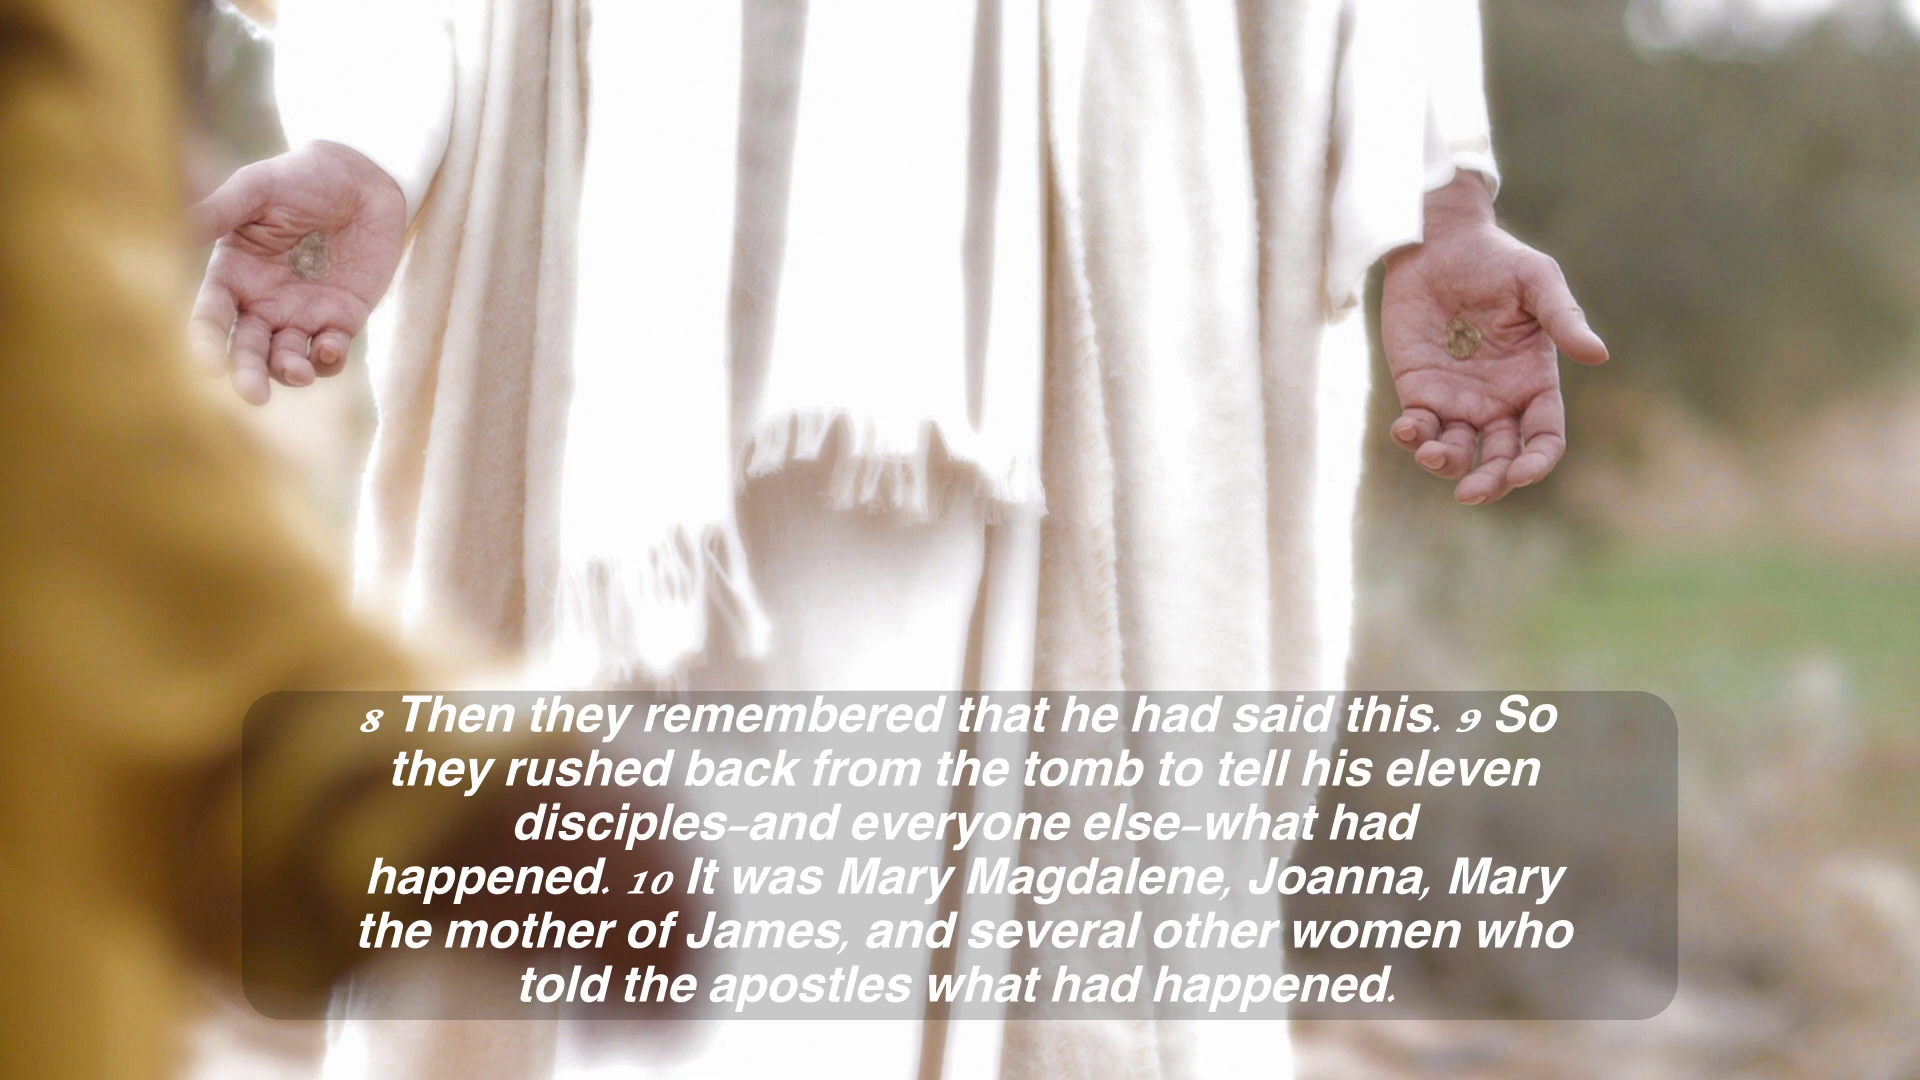 8 Then they remembered that he had said this. 9 So
they rushed back from the tomb to tell his eleven
disciples–and everyone else–what had
happened. 10 It was Mary Magdalene, Joanna, Mary
the mother of James, and several other women who
told the apostles what had happened.